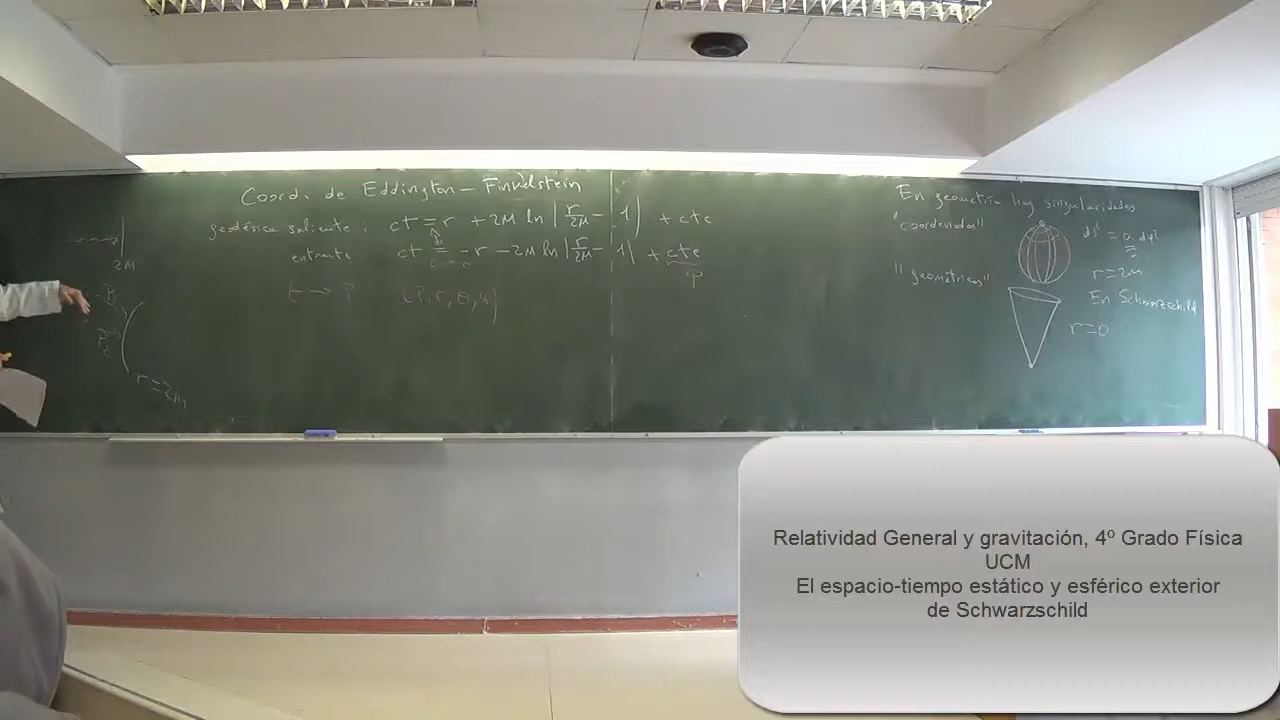 Coord. de Eddington-Finkelstein
geodésica saliente: ct = r + 2M ln |r/2M - 1| + cte
entrante ct = -r - 2M ln |r/2M - 1| + cte
p
t → p (p, r, θ, φ)
2M
P₁
P₂
r=2M
En geometría hay singularidades
"coordenadas"
r=2M
"geométricas"
En Schwarzschild
r=0
Relatividad General y gravitación, 4º Grado Física
UCM
El espacio-tiempo estático y esférico exterior
de Schwarzschild